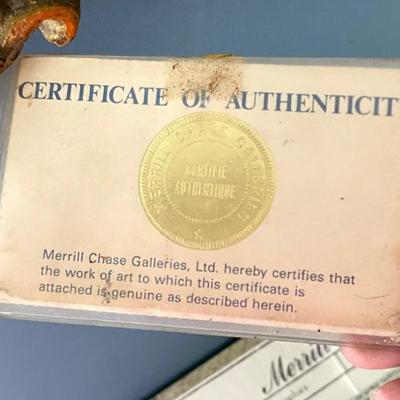 CERTIFICATE OF AUTHENTICIT
MERRILL CHASE GALLERIES
CERTIFIÉ
AUTHENTIQUE
Merrill Chase Galleries, Ltd. hereby certifies that
the work of art to which this certificate is
attached is genuine as described herein.
Merrill